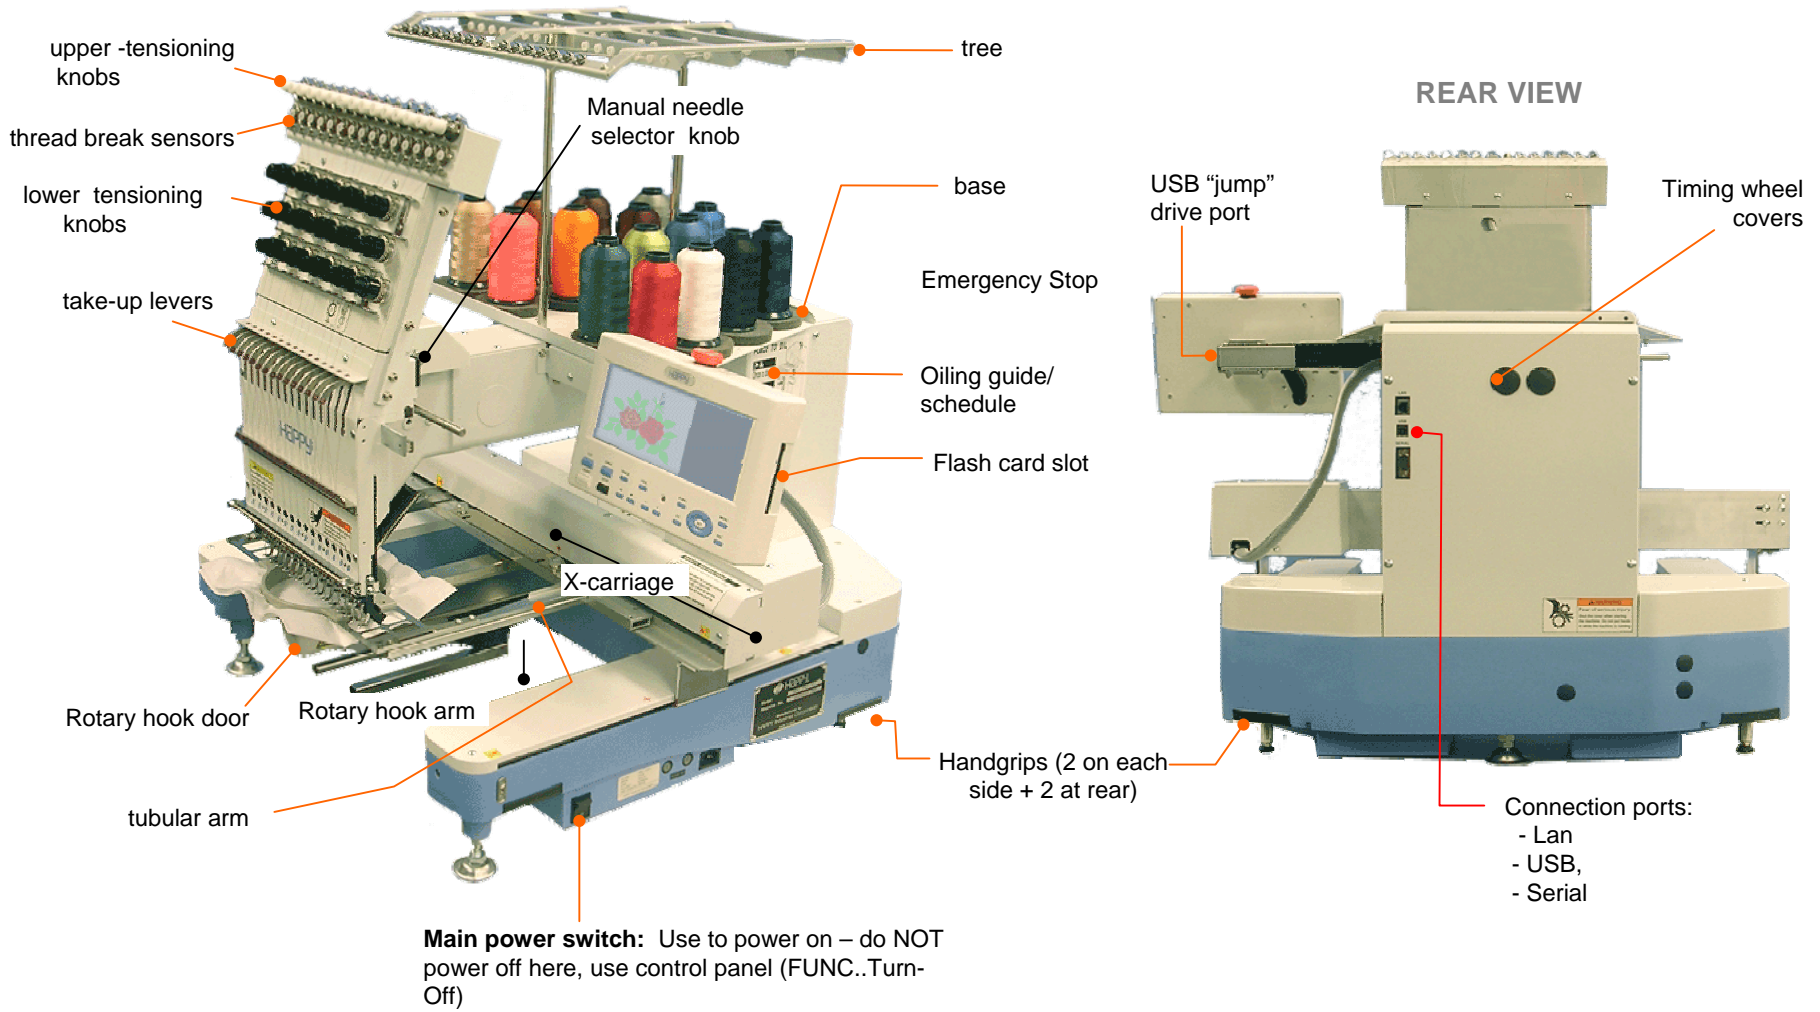 upper -tensioning
knobs
thread break sensors
lower  tensioning
knobs
take-up levers
Manual needle
selector  knob
tree
base
Emergency Stop
Oiling guide/
schedule
Flash card slot
X-carriage
HAPPY
HAPPY
HAPPY
Rotary hook door
Rotary hook arm
tubular arm
Handgrips (2 on each
side + 2 at rear)
Main power switch:  Use to power on – do NOT
power off here, use control panel (FUNC..Turn-
Off)
REAR VIEW
USB “jump”
drive port
Timing wheel
covers
Connection ports:
- Lan
- USB,
- Serial